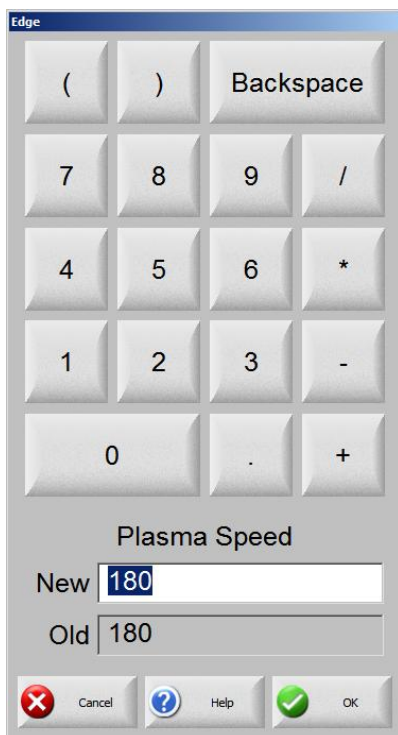 Edge
( ) Backspace
7 8 9 /
4 5 6 *
1 2 3 -
0 . +
Plasma Speed
New 180
Old 180
Cancel Help OK